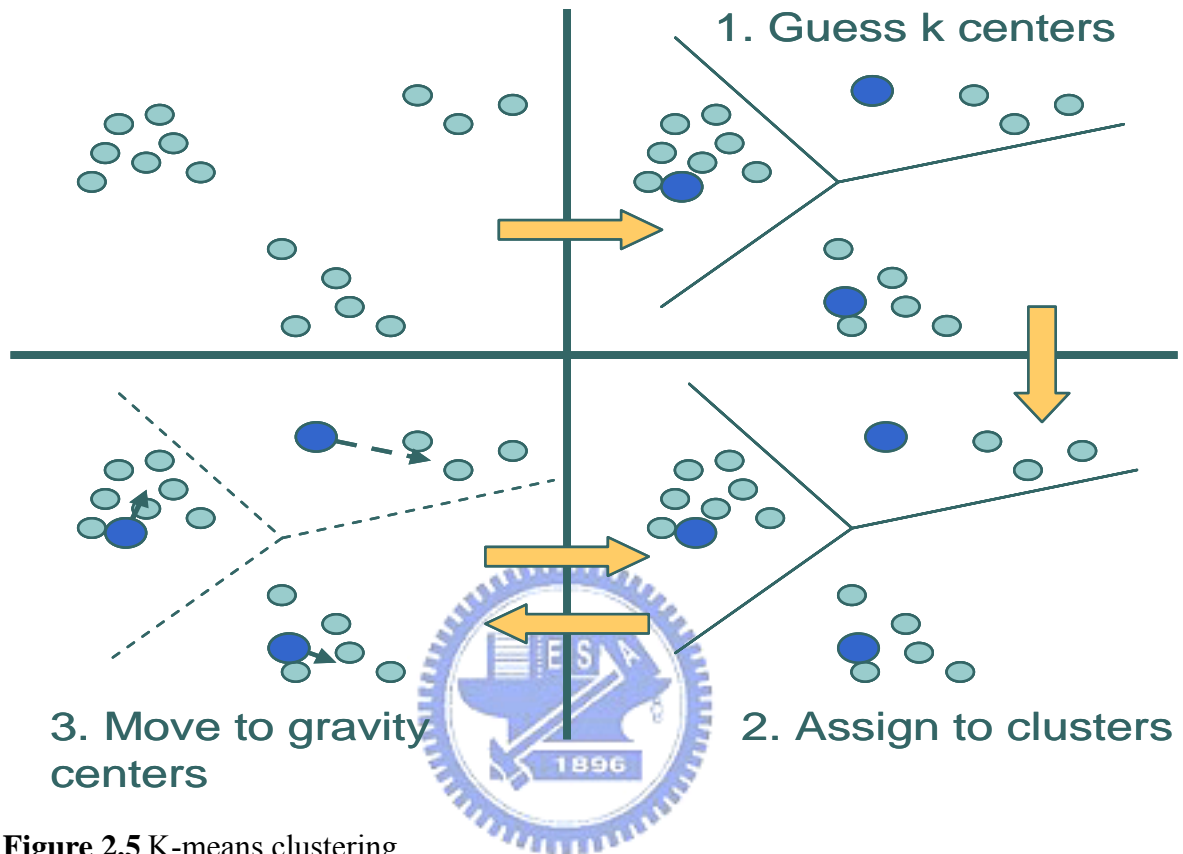 1. Guess k centers
3. Move to gravity
centers
2. Assign to clusters
E S A
1896
Figure 2.5 K-means clustering